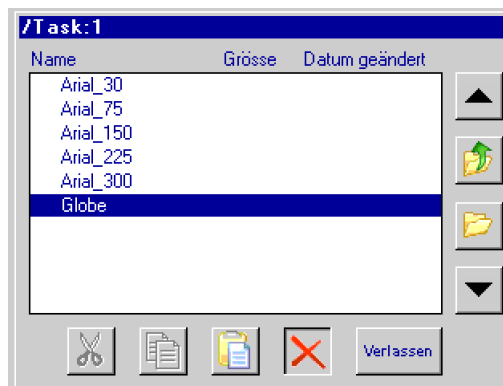 /Task:1
Name Grösse Datum geändert
Arial_30
Arial_75
Arial_150
Arial_225
Arial_300
Globe
Verlassen